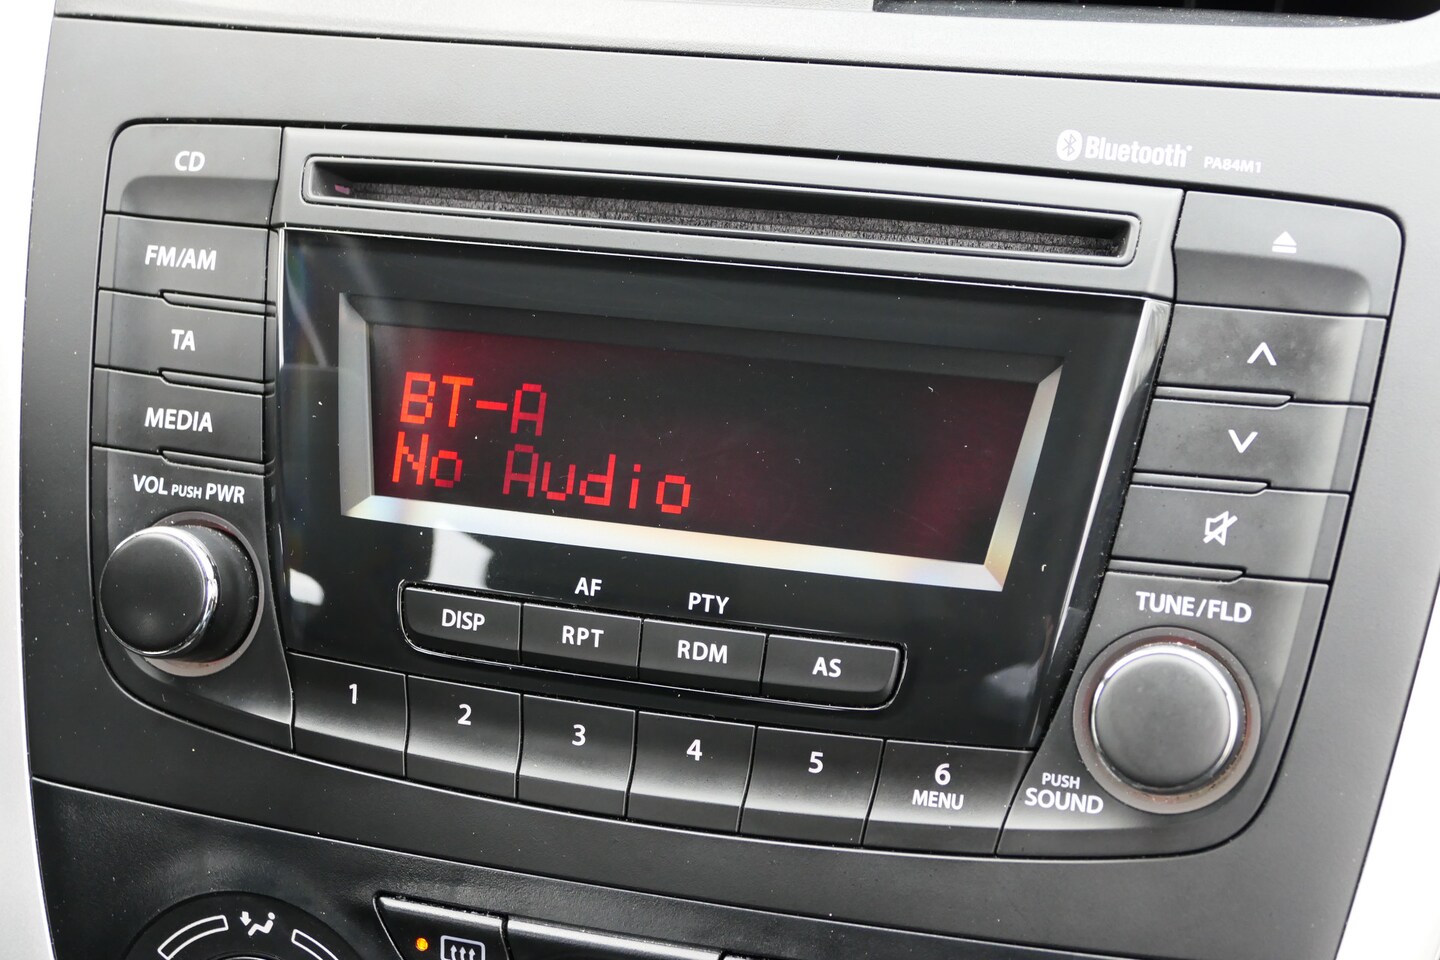 Bluetooth PA84M1
CD
FM/AM
TA
MEDIA
VOL PUSH PWR
BT-A
No Audio
AF PTY
DISP RPT RDM AS
1 2 3 4 5 6
MENU
TUNE/FLD
PUSH
SOUND